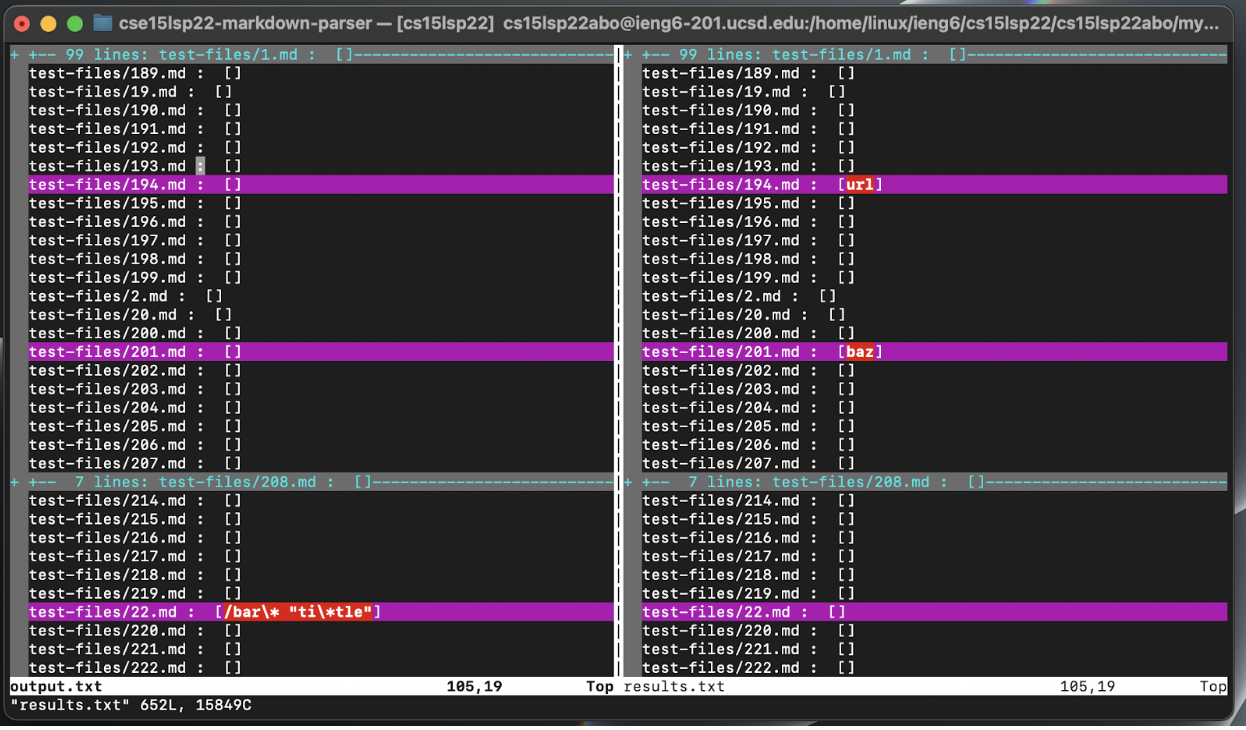 cse15lsp22-markdown-parser — [cs15lsp22] cs15lsp22abo@ieng6-201.ucsd.edu:/home/linux/ieng6/cs15lsp22/cs15lsp22abo/my...
+ +-- 99 lines: test-files/1.md :  []------------------------------ + +-- 99 lines: test-files/1.md :  []------------------------------
test-files/189.md :  [] test-files/189.md :  []
test-files/19.md :  [] test-files/19.md :  []
test-files/190.md :  [] test-files/190.md :  []
test-files/191.md :  [] test-files/191.md :  []
test-files/192.md :  [] test-files/192.md :  []
test-files/193.md :  [] test-files/193.md :  []
test-files/194.md :  [] test-files/194.md :  [url]
test-files/195.md :  [] test-files/195.md :  []
test-files/196.md :  [] test-files/196.md :  []
test-files/197.md :  [] test-files/197.md :  []
test-files/198.md :  [] test-files/198.md :  []
test-files/199.md :  [] test-files/199.md :  []
test-files/2.md :  [] test-files/2.md :  []
test-files/20.md :  [] test-files/20.md :  []
test-files/200.md :  [] test-files/200.md :  []
test-files/201.md :  [] test-files/201.md :  [baz]
test-files/202.md :  [] test-files/202.md :  []
test-files/203.md :  [] test-files/203.md :  []
test-files/204.md :  [] test-files/204.md :  []
test-files/205.md :  [] test-files/205.md :  []
test-files/206.md :  [] test-files/206.md :  []
test-files/207.md :  [] test-files/207.md :  []
+ +--  7 lines: test-files/208.md :  []---------------------------- + +--  7 lines: test-files/208.md :  []----------------------------
test-files/214.md :  [] test-files/214.md :  []
test-files/215.md :  [] test-files/215.md :  []
test-files/216.md :  [] test-files/216.md :  []
test-files/217.md :  [] test-files/217.md :  []
test-files/218.md :  [] test-files/218.md :  []
test-files/219.md :  [] test-files/219.md :  []
test-files/22.md :  [/bar\* "ti\*tle"] test-files/22.md :  []
test-files/220.md :  [] test-files/220.md :  []
test-files/221.md :  [] test-files/221.md :  []
test-files/222.md :  [] test-files/222.md :  []
output.txt 105,19 Top results.txt 105,19 Top
"results.txt" 652L, 15849C